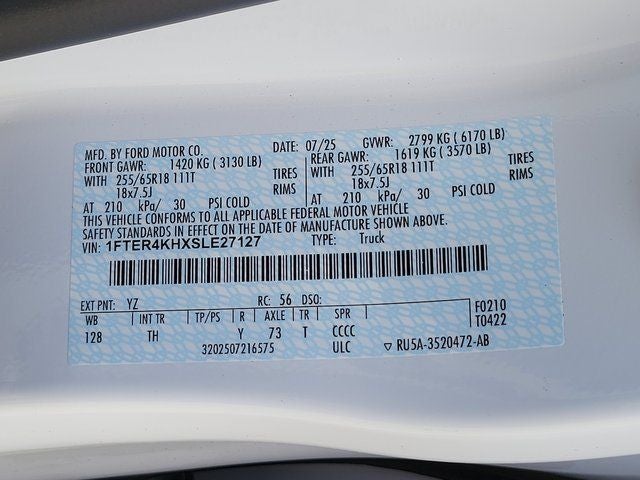 MFD. BY FORD MOTOR CO. DATE: 07/25 GVWR: 2799 KG ( 6170 LB)
FRONT GAWR: 1420 KG ( 3130 LB) REAR GAWR: 1619 KG ( 3570 LB)
WITH 255/65R18 111T TIRES WITH 255/65R18 111T TIRES
18x7.5J RIMS 18x7.5J RIMS
AT 210 kPa/ 30 PSI COLD AT 210 kPa/ 30 PSI COLD
THIS VEHICLE CONFORMS TO ALL APPLICABLE FEDERAL MOTOR VEHICLE
SAFETY STANDARDS IN EFFECT ON THE DATE OF MANUFACTURE SHOWN ABOVE.
VIN: 1FTER4KHXSLE27127 TYPE: Truck
EXT PNT: YZ RC: 56 DSO:
WB INT TR TP/PS R AXLE TR SPR F0210
128 TH Y 73 T CCCC T0422
3202507216575 ULC ▽ RU5A-3520472-AB